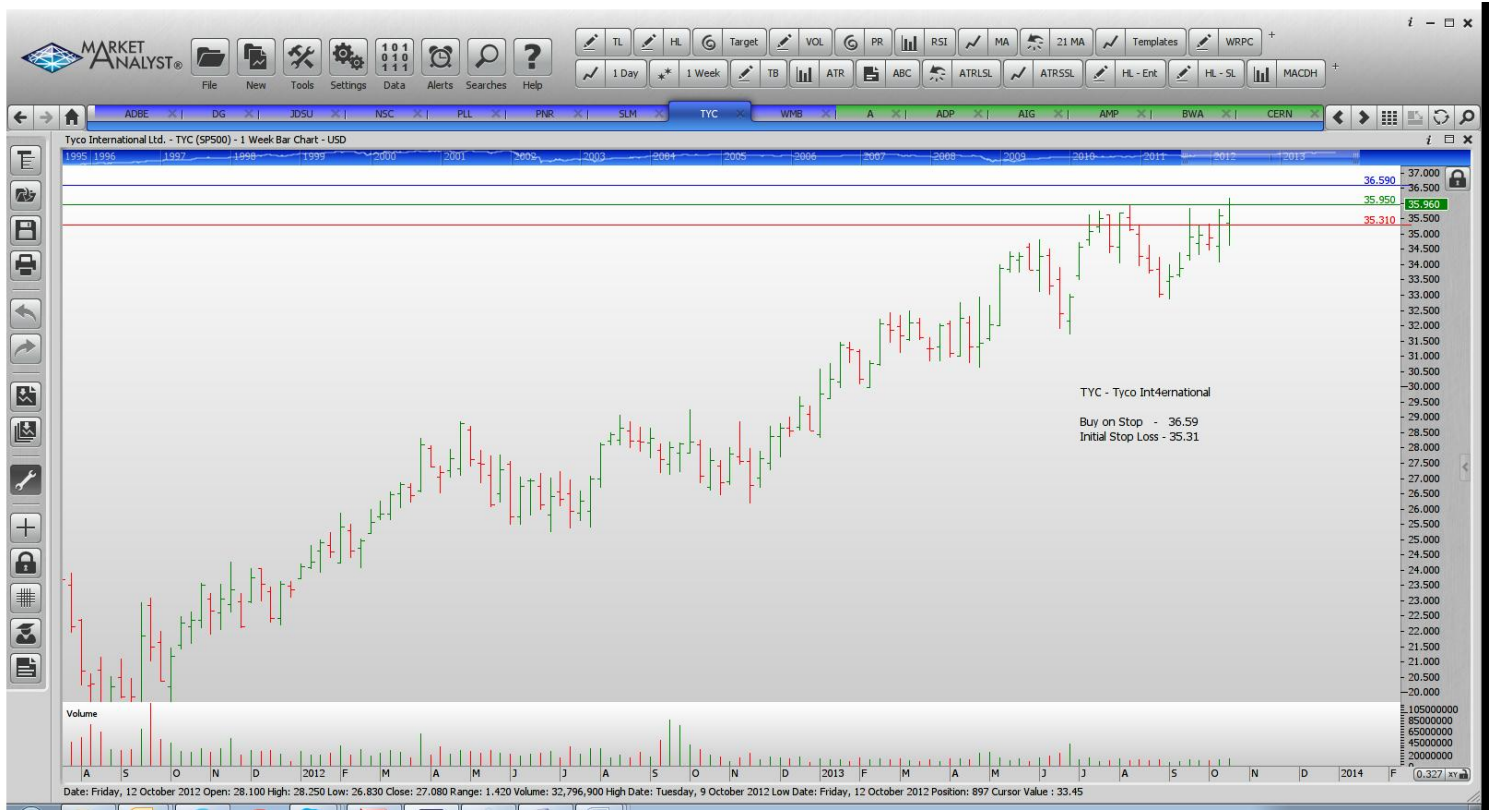 i
MARKET
ANALYST®
File New Tools Settings Data Alerts Searches Help
101
010
111
TL HL Target VOL PR RSI MA 21 MA Templates WRPC +
1 Day 1 Week TB ATR ABC ATRLSL ATRSSL HL - Ent HL - SL MACDH +
ADBE DG JDSU NSC PLL PNR SLM TYC WMB A ADP AIG AMP BWA CERN
Tyco International Ltd. - TYC (SP500) - 1 Week Bar Chart - USD
i
1995 1996 1997 1998 1999 2000 2001 2002 2003 2004 2005 2006 2007 2008 2009 2010 2011 2012 2013
37.000
36.590
36.500
35.950
35.960
35.500
35.310
35.000
34.500
34.000
33.500
33.000
32.500
32.000
31.500
31.000
30.500
30.000
29.500
29.000
28.500
28.000
27.500
27.000
26.500
26.000
25.500
25.000
24.500
24.000
23.500
23.000
22.500
22.000
21.500
21.000
20.500
20.000
TYC - Tyco Int4ernational
Buy on Stop - 36.59
Initial Stop Loss - 35.31
Volume
105000000
85000000
65000000
45000000
20000000
0
A S O N D 2012 F M A M J J A S O N D 2013 F M A M J J A S O N D 2014 F
0.327 XY
Date: Friday, 12 October 2012 Open: 28.100 High: 28.250 Low: 26.830 Close: 27.080 Range: 1.420 Volume: 32,796,900 High Date: Tuesday, 9 October 2012 Low Date: Friday, 12 October 2012 Position: 897 Cursor Value : 33.45